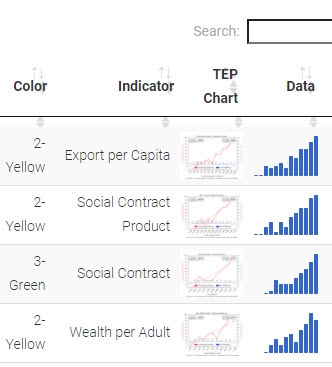 Search:
Color Indicator TEP Chart Data
2-Yellow Export per Capita
2-Yellow Social Contract Product
3-Green Social Contract
2-Yellow Wealth per Adult